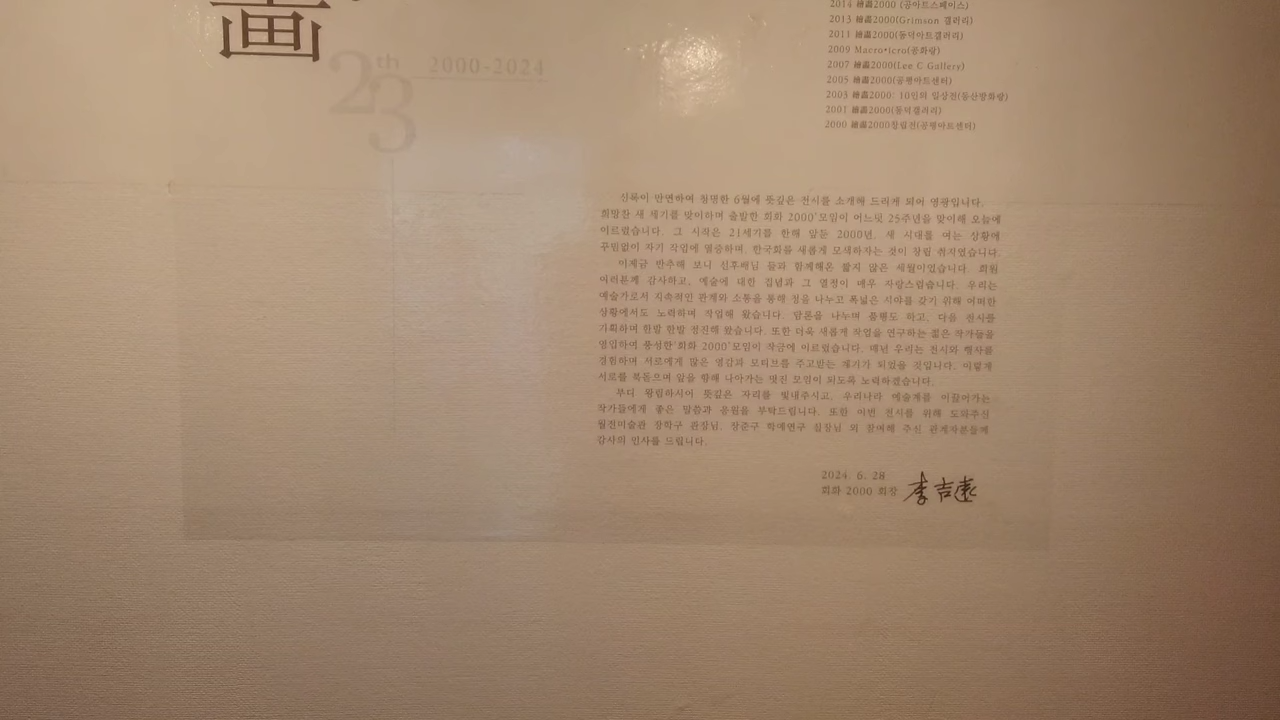 畵
23th 2000-2024
2014 繪畵2000 (공아트스페이스)
2013 繪畵2000(Grimson 갤러리)
2011 繪畵2000(동덕아트갤러리)
2009 Macro•icro(공화랑)
2007 繪畵2000(Lee C Gallery)
2005 繪畵2000(공평아트센터)
2003 繪畵2000: 10인의 일상전(동산방화랑)
2001 繪畵2000(동덕갤러리)
2000 繪畵2000창립전(공평아트센터)
신록이 만연하며 청명한 6월에 뜻깊은 전시를 소개해 드리게 되어 영광입니다.
희망찬 새 세기를 맞이하며 출발한 회화 2000'모임이 어느덧 25주년을 맞이해 오늘에
이르렀습니다. 그 시작은 21세기를 한해 앞둔 2000년, 새 시대를 여는 상황에
꾸밈없이 자기 작업에 열중하며, 한국화를 새롭게 모색하자는 것이 창립 취지였습니다.
이제금 반추해 보니 선후배님 들과 함께해온 짧지 않은 세월이었습니다. 회원
여러분께 감사하고, 예술에 대한 집념과 그 열정이 매우 자랑스럽습니다. 우리는
예술가로서 지속적인 관계와 소통을 통해 정을 나누고 폭넓은 시야를 갖기 위해 어떠한
상황에서도 노력하며 작업해 왔습니다. 담론을 나누며 품평도 하고, 다음 전시를
기획하며 한발 한발 정진해 왔습니다. 또한 더욱 새롭게 작업을 연구하는 젊은 작가들을
영입하여 풍성한'회화 2000'모임이 작금에 이르렀습니다. 매년 우리는 전시와 행사를
경험하며 서로에게 많은 영감과 모티브를 주고받는 계기가 되었을 것입니다. 이렇게
서로를 북돋으며 앞을 향해 나아가는 멋진 모임이 되도록 노력하겠습니다.
부디 왕림하시어 뜻깊은 자리를 빛내주시고, 우리나라 예술계를 이끌어가는
작가들에게 좋은 말씀과 응원을 부탁드립니다. 또한 이번 전시를 위해 도와주신
월전미술관 장학구 관장님, 장준구 학예연구 실장님 외 참여해 주신 관계자분들께
감사의 인사를 드립니다.
2024. 6. 28
회화 2000 회장 李吉遠